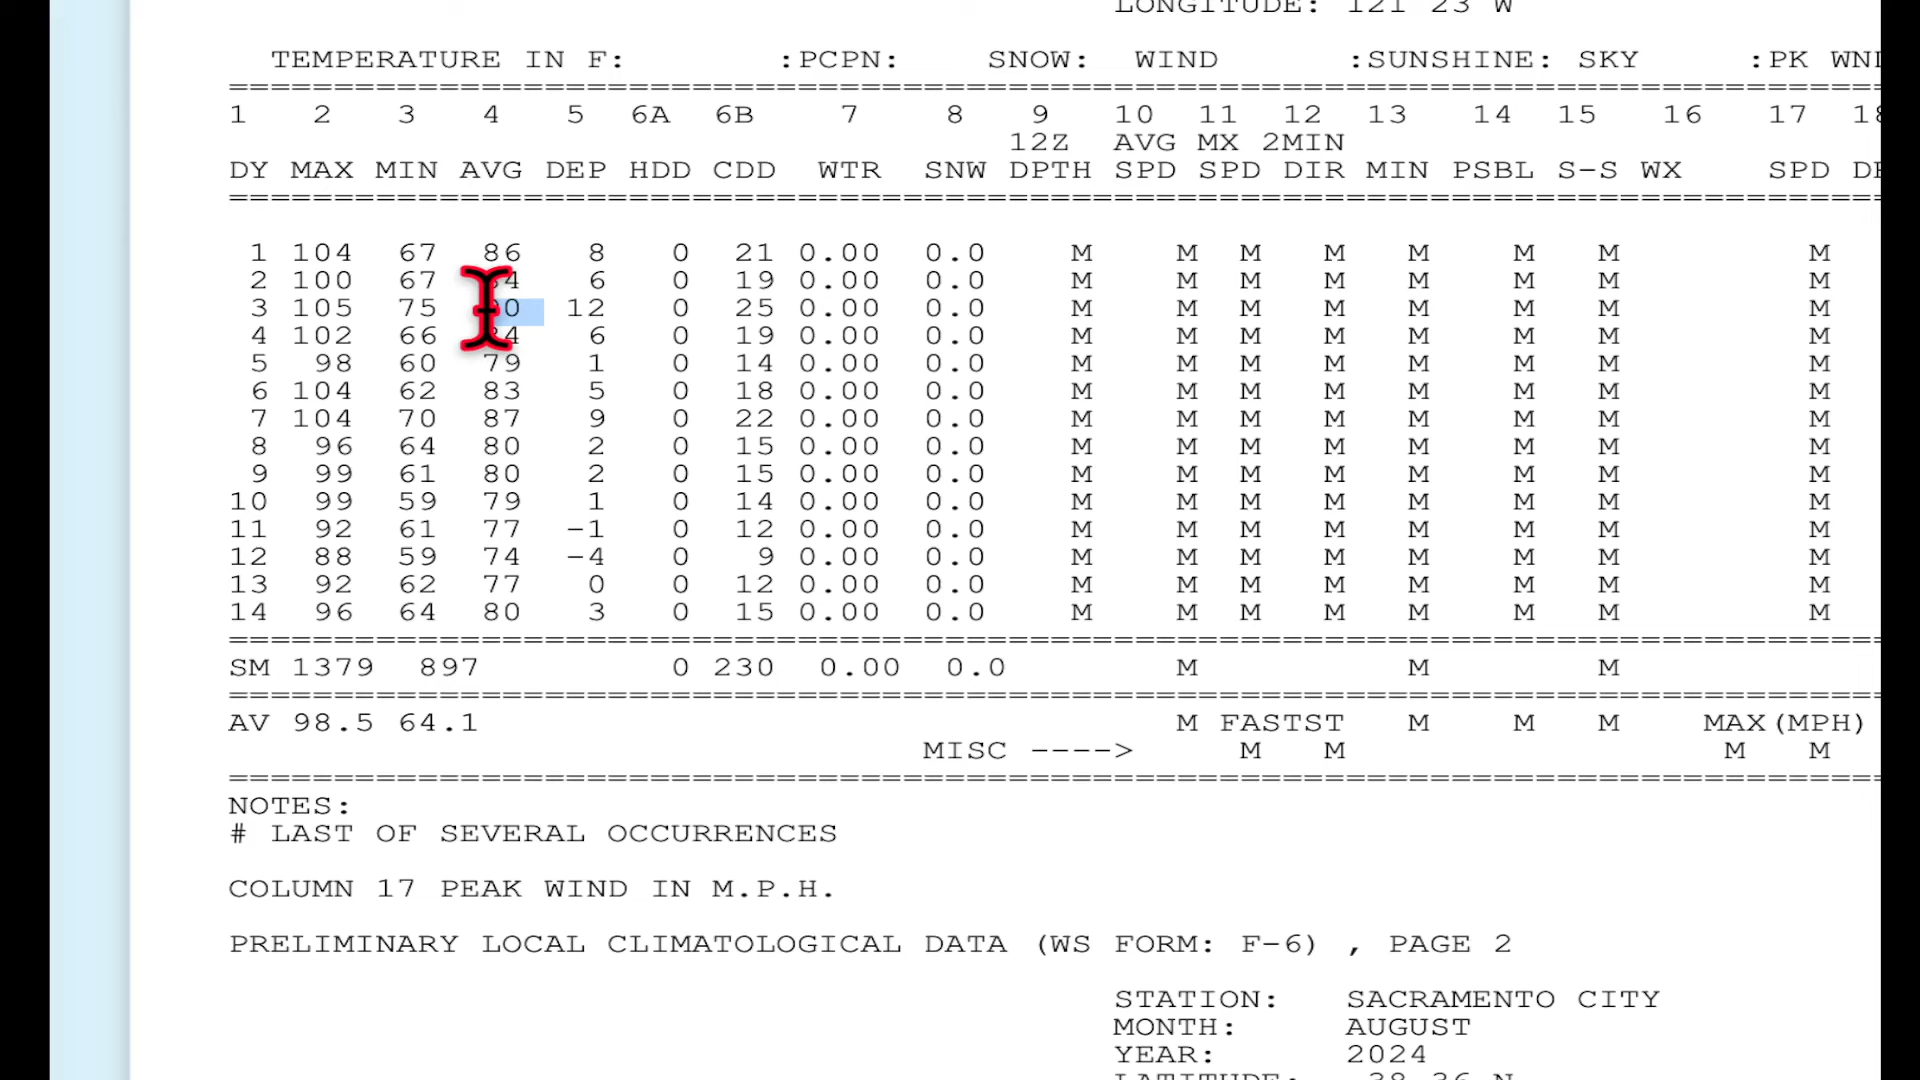 TEMPERATURE IN F: :PCPN: SNOW: WIND :SUNSHINE: SKY :PK
1 2 3 4 5 6A 6B 7 8 9 10 11 12 13 14 15 16 17
12Z AVG MX 2MIN
DY MAX MIN AVG DEP HDD CDD WTR SNW DPTH SPD SPD DIR MIN PSBL S-S WX SPD
1 104 67 86 8 0 21 0.00 0.0 M M M M M M M M
2 100 67 6 0 19 0.00 0.0 M M M M M M M M
3 105 75 12 0 25 0.00 0.0 M M M M M M M M
4 102 66 6 0 19 0.00 0.0 M M M M M M M M
5 98 60 79 1 0 14 0.00 0.0 M M M M M M M M
6 104 62 83 5 0 18 0.00 0.0 M M M M M M M M
7 104 70 87 9 0 22 0.00 0.0 M M M M M M M M
8 96 64 80 2 0 15 0.00 0.0 M M M M M M M M
9 99 61 80 2 0 15 0.00 0.0 M M M M M M M M
10 99 59 79 1 0 14 0.00 0.0 M M M M M M M M
11 92 61 77 -1 0 12 0.00 0.0 M M M M M M M M
12 88 59 74 -4 0 9 0.00 0.0 M M M M M M M M
13 92 62 77 0 0 12 0.00 0.0 M M M M M M M M
14 96 64 80 3 0 15 0.00 0.0 M M M M M M M M
SM 1379 897 0 230 0.00 0.0 M M M
AV 98.5 64.1 M FASTST M M M MAX(MPH)
MISC ----> M M M M
NOTES:
# LAST OF SEVERAL OCCURRENCES
COLUMN 17 PEAK WIND IN M.P.H.
PRELIMINARY LOCAL CLIMATOLOGICAL DATA (WS FORM: F-6) , PAGE 2
STATION: SACRAMENTO CITY
MONTH: AUGUST
YEAR: 2024